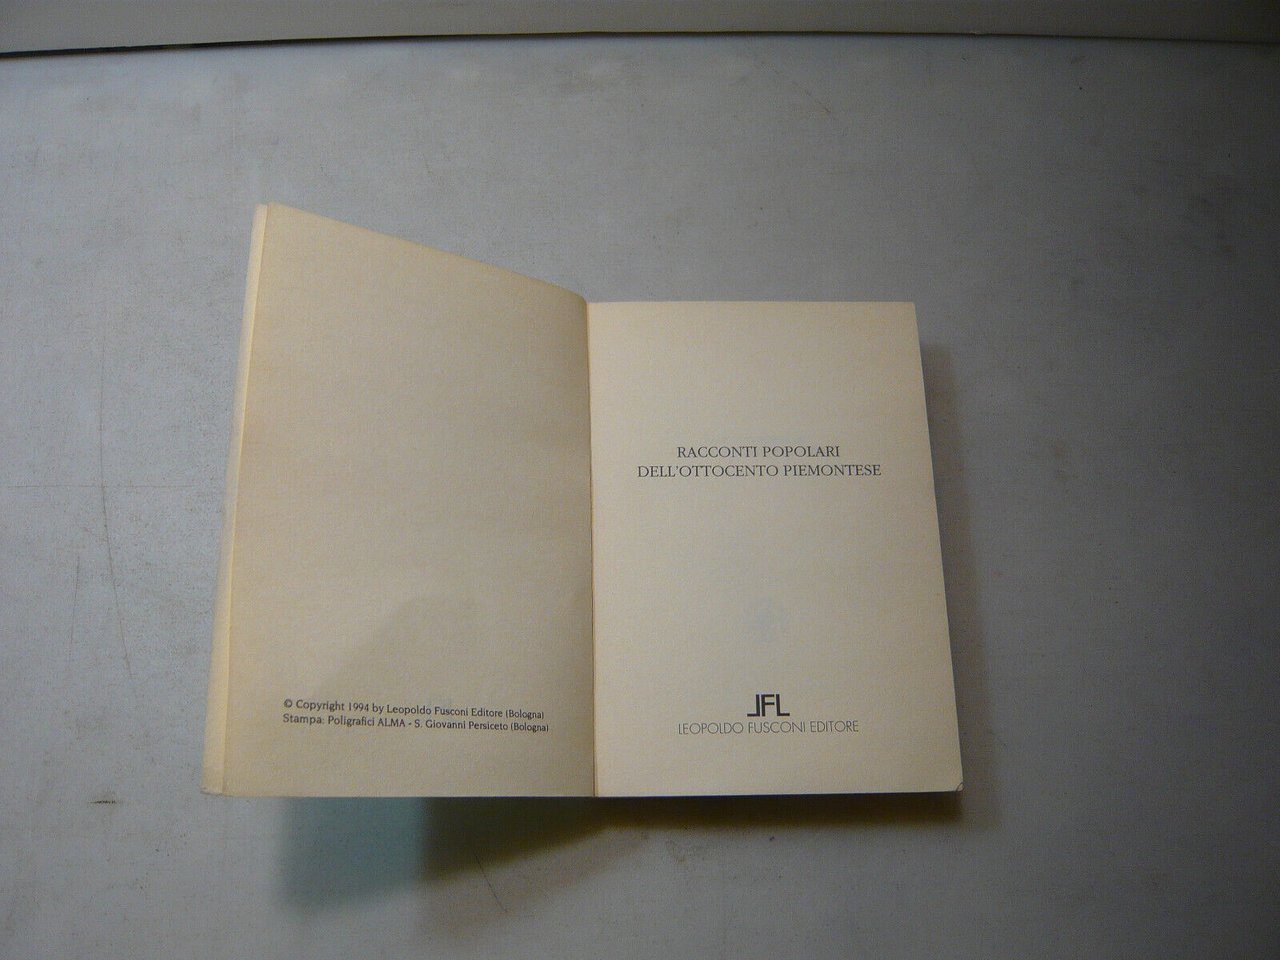 © Copyright 1994 by Leopoldo Fusconi Editore (Bologna)
Stampa: Poligrafici ALMA - S. Giovanni Persiceto (Bologna)
RACCONTI POPOLARI
DELL'OTTOCENTO PIEMONTESE
LFL
LEOPOLDO FUSCONI EDITORE